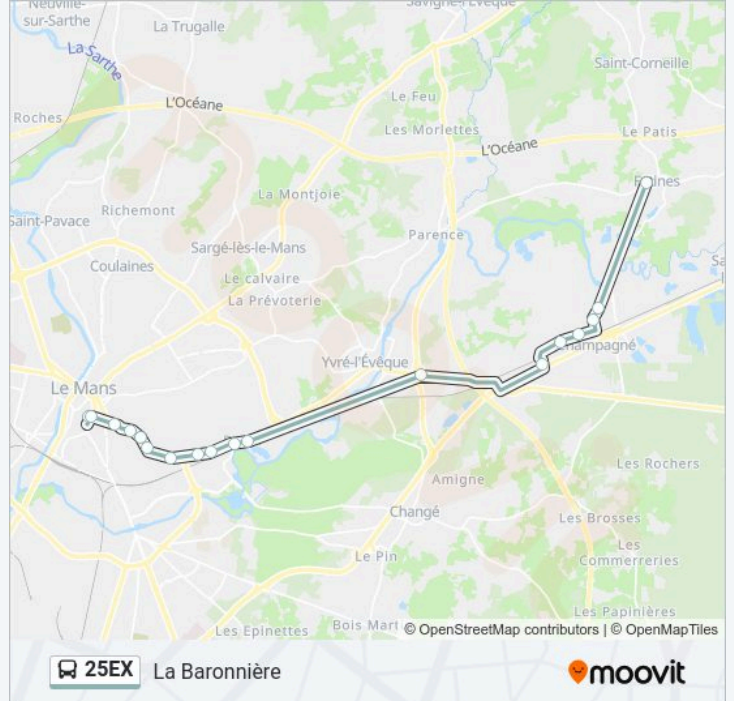 Neuville-
sur-Sarthe
Savigné-l'Évêque
La Trugalle
La Sarthe
Saint-Corneille
Le Feu
L'Océane
Roches
Les Morlettes
Le Patis
L'Océane
La Montjoie
Richemont
Saint-Pavace
Parence
Sargé-lès-le-Mans
Coulaines
Le calvaire
La Prévoterie
Champagné
Yvré-l'Évêque
Le Mans
Les Rochers
Amigne
Changé
Les Brosses
Les
Commerreries
Le Pin
Les Papinières
Les Epinettes
Bois Mart
© OpenStreetMap contributors | © OpenMapTiles
25EX
La Baronnière
moovit